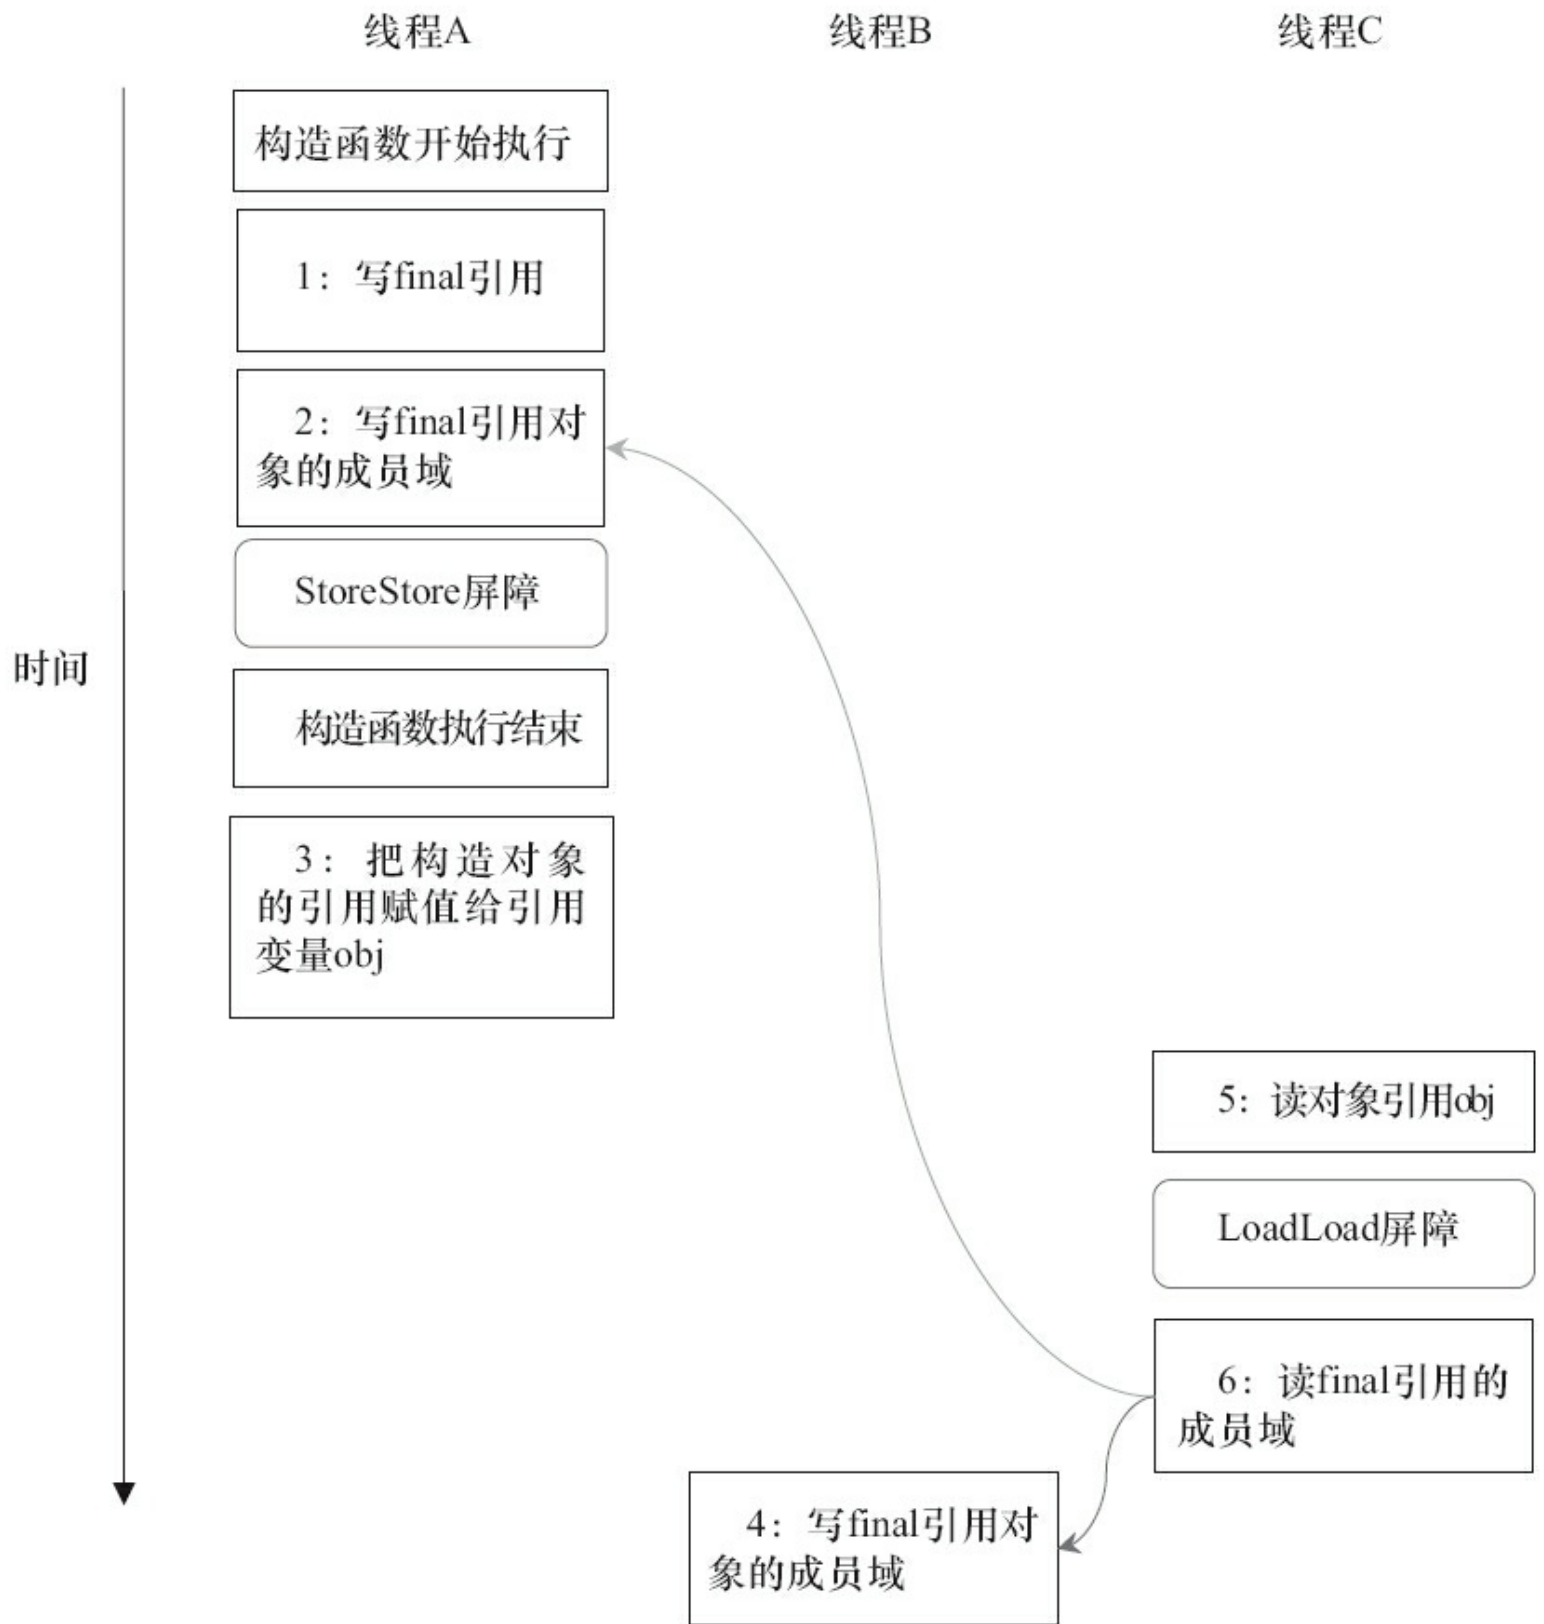 线程A
线程B
线程C
构造函数开始执行
1：写final引用
2：写final引用对
象的成员域
StoreStore屏障
时间
构造函数执行结束
3：把构造对象
的引用赋值给引用
变量obj
5：读对象引用obj
LoadLoad屏障
6：读final引用的
成员域
4：写final引用对
象的成员域